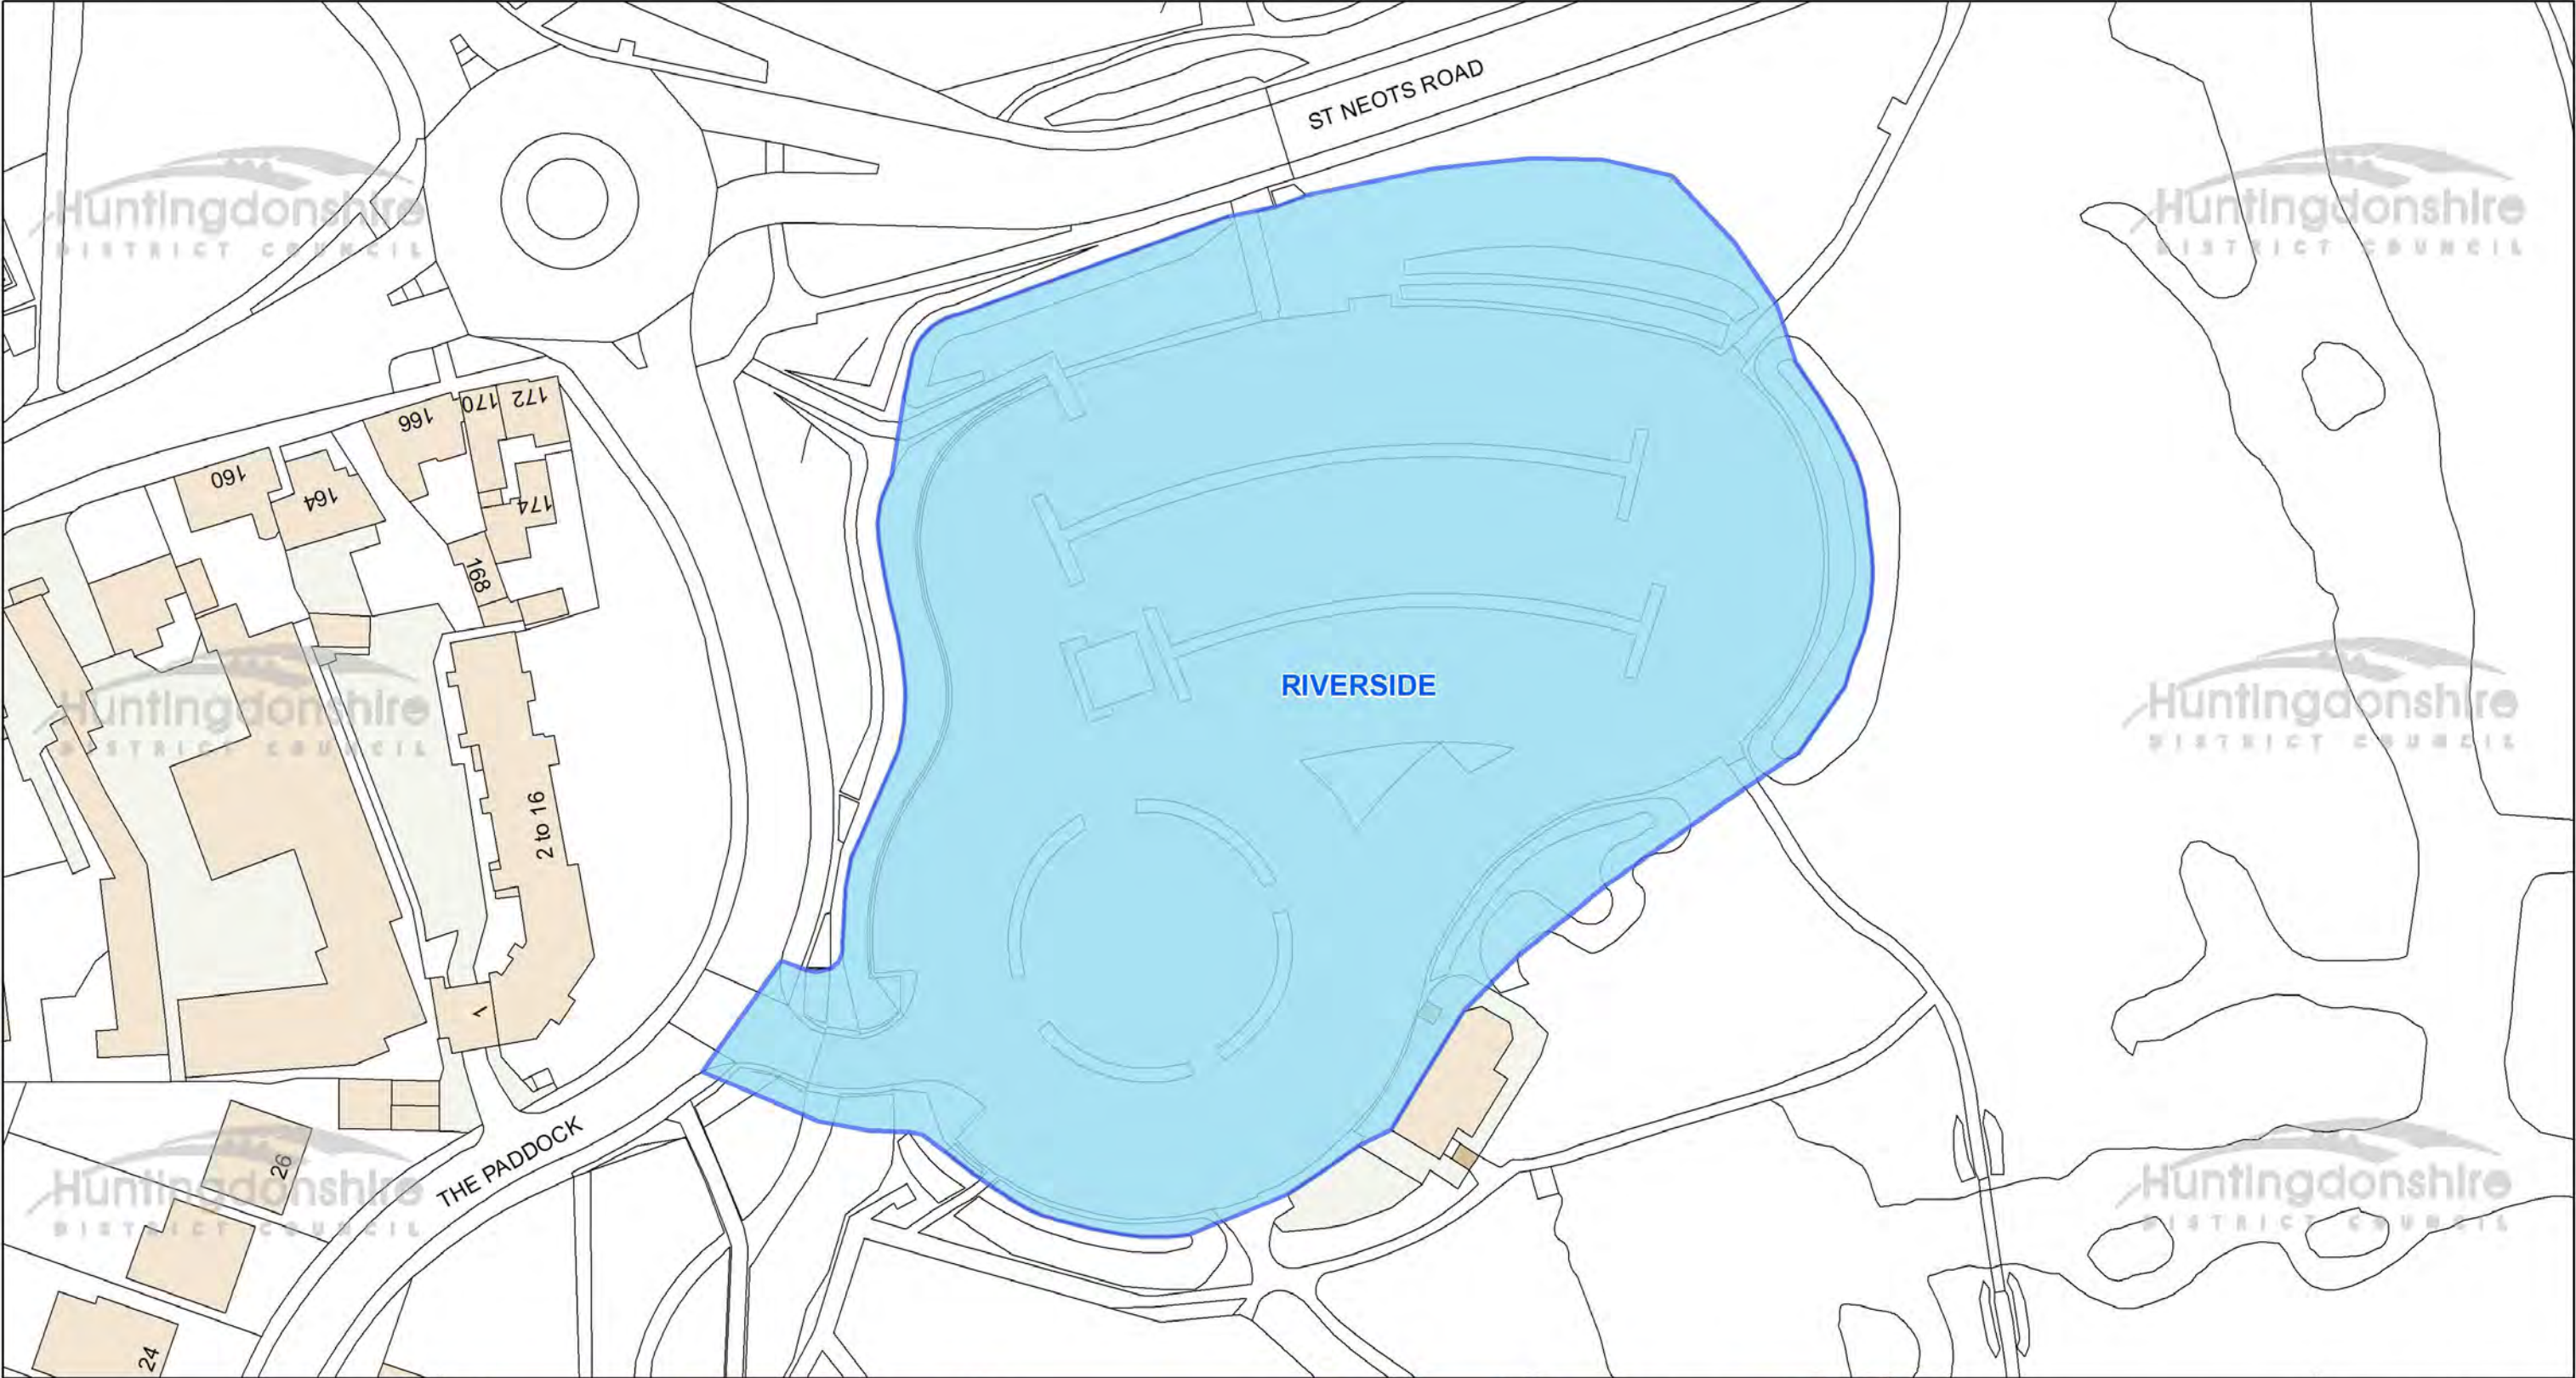 ST NEOTS ROAD
Huntingdonshire
DISTRICT COUNCIL
Huntingdonshire
DISTRICT COUNCIL
172
170
166
160
164
174
168
RIVERSIDE
Huntingdonshire
DISTRICT COUNCIL
Huntingdonshire
DISTRICT COUNCIL
2 to 16
1
THE PADDOCK
26
Huntingdonshire
DISTRICT COUNCIL
Huntingdonshire
DISTRICT COUNCIL
24